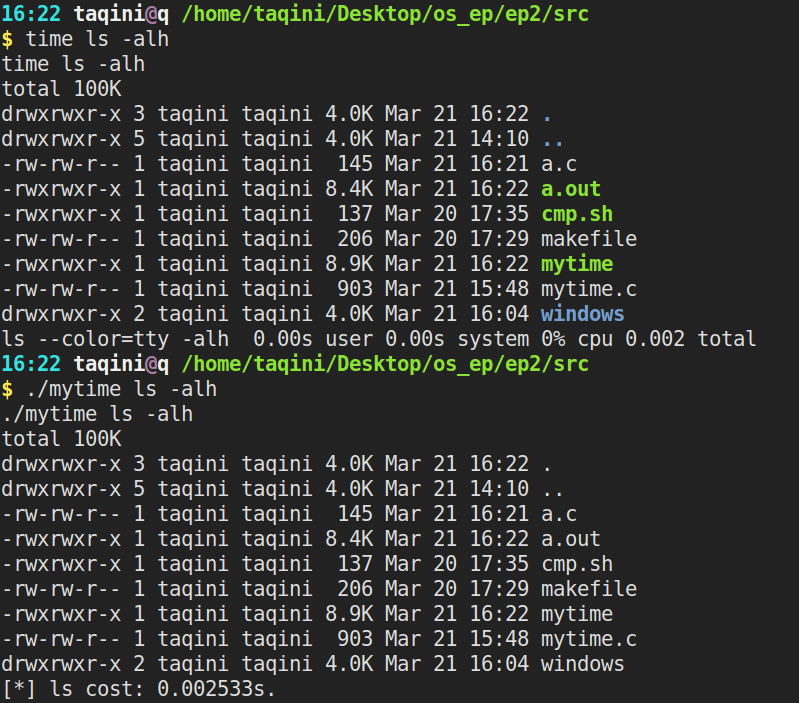 16:22 taqini@q /home/taqini/Desktop/os_ep/ep2/src
$ time ls -alh
time ls -alh
total 100K
drwxrwxr-x 3 taqini taqini 4.0K Mar 21 16:22 .
drwxrwxr-x 5 taqini taqini 4.0K Mar 21 14:10 ..
-rw-rw-r-- 1 taqini taqini  145 Mar 21 16:21 a.c
-rwxrwxr-x 1 taqini taqini 8.4K Mar 21 16:22 a.out
-rwxrwxr-x 1 taqini taqini  137 Mar 20 17:35 cmp.sh
-rw-rw-r-- 1 taqini taqini  206 Mar 20 17:29 makefile
-rwxrwxr-x 1 taqini taqini 8.9K Mar 21 16:22 mytime
-rw-rw-r-- 1 taqini taqini  903 Mar 21 15:48 mytime.c
drwxrwxr-x 2 taqini taqini 4.0K Mar 21 16:04 windows
ls --color=tty -alh  0.00s user 0.00s system 0% cpu 0.002 total
16:22 taqini@q /home/taqini/Desktop/os_ep/ep2/src
$ ./mytime ls -alh
./mytime ls -alh
total 100K
drwxrwxr-x 3 taqini taqini 4.0K Mar 21 16:22 .
drwxrwxr-x 5 taqini taqini 4.0K Mar 21 14:10 ..
-rw-rw-r-- 1 taqini taqini  145 Mar 21 16:21 a.c
-rwxrwxr-x 1 taqini taqini 8.4K Mar 21 16:22 a.out
-rwxrwxr-x 1 taqini taqini  137 Mar 20 17:35 cmp.sh
-rw-rw-r-- 1 taqini taqini  206 Mar 20 17:29 makefile
-rwxrwxr-x 1 taqini taqini 8.9K Mar 21 16:22 mytime
-rw-rw-r-- 1 taqini taqini  903 Mar 21 15:48 mytime.c
drwxrwxr-x 2 taqini taqini 4.0K Mar 21 16:04 windows
[*] ls cost: 0.002533s.